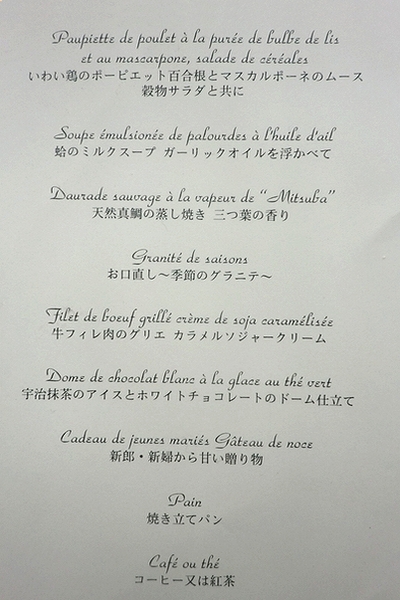 Paupiette de poulet à la purée de bulbe de lis
et au mascarpone, salade de céréales
いわい鶏のポーピエット百合根とマスカルポーネのムース
穀物サラダと共に
Soupe émulsionée de palourdes à l'huile d'ail
蛤のミルクスープ ガーリックオイルを浮かべて
Daurade sauvage à la vapeur de "Mitsuba"
天然真鯛の蒸し焼き 三つ葉の香り
Granité de saisons
お口直し～季節のグラニテ～
Filet de boeuf grillé crème de soja caramélisée
牛フィレ肉のグリエ カラメルソジャークリーム
Dome de chocolat blanc à la glace au thé vert
宇治抹茶のアイスとホワイトチョコレートのドーム仕立て
Cadeau de jeunes mariés Gâteau de noce
新郎・新婦から甘い贈り物
Pain
焼き立てパン
Café ou thé
コーヒー又は紅茶